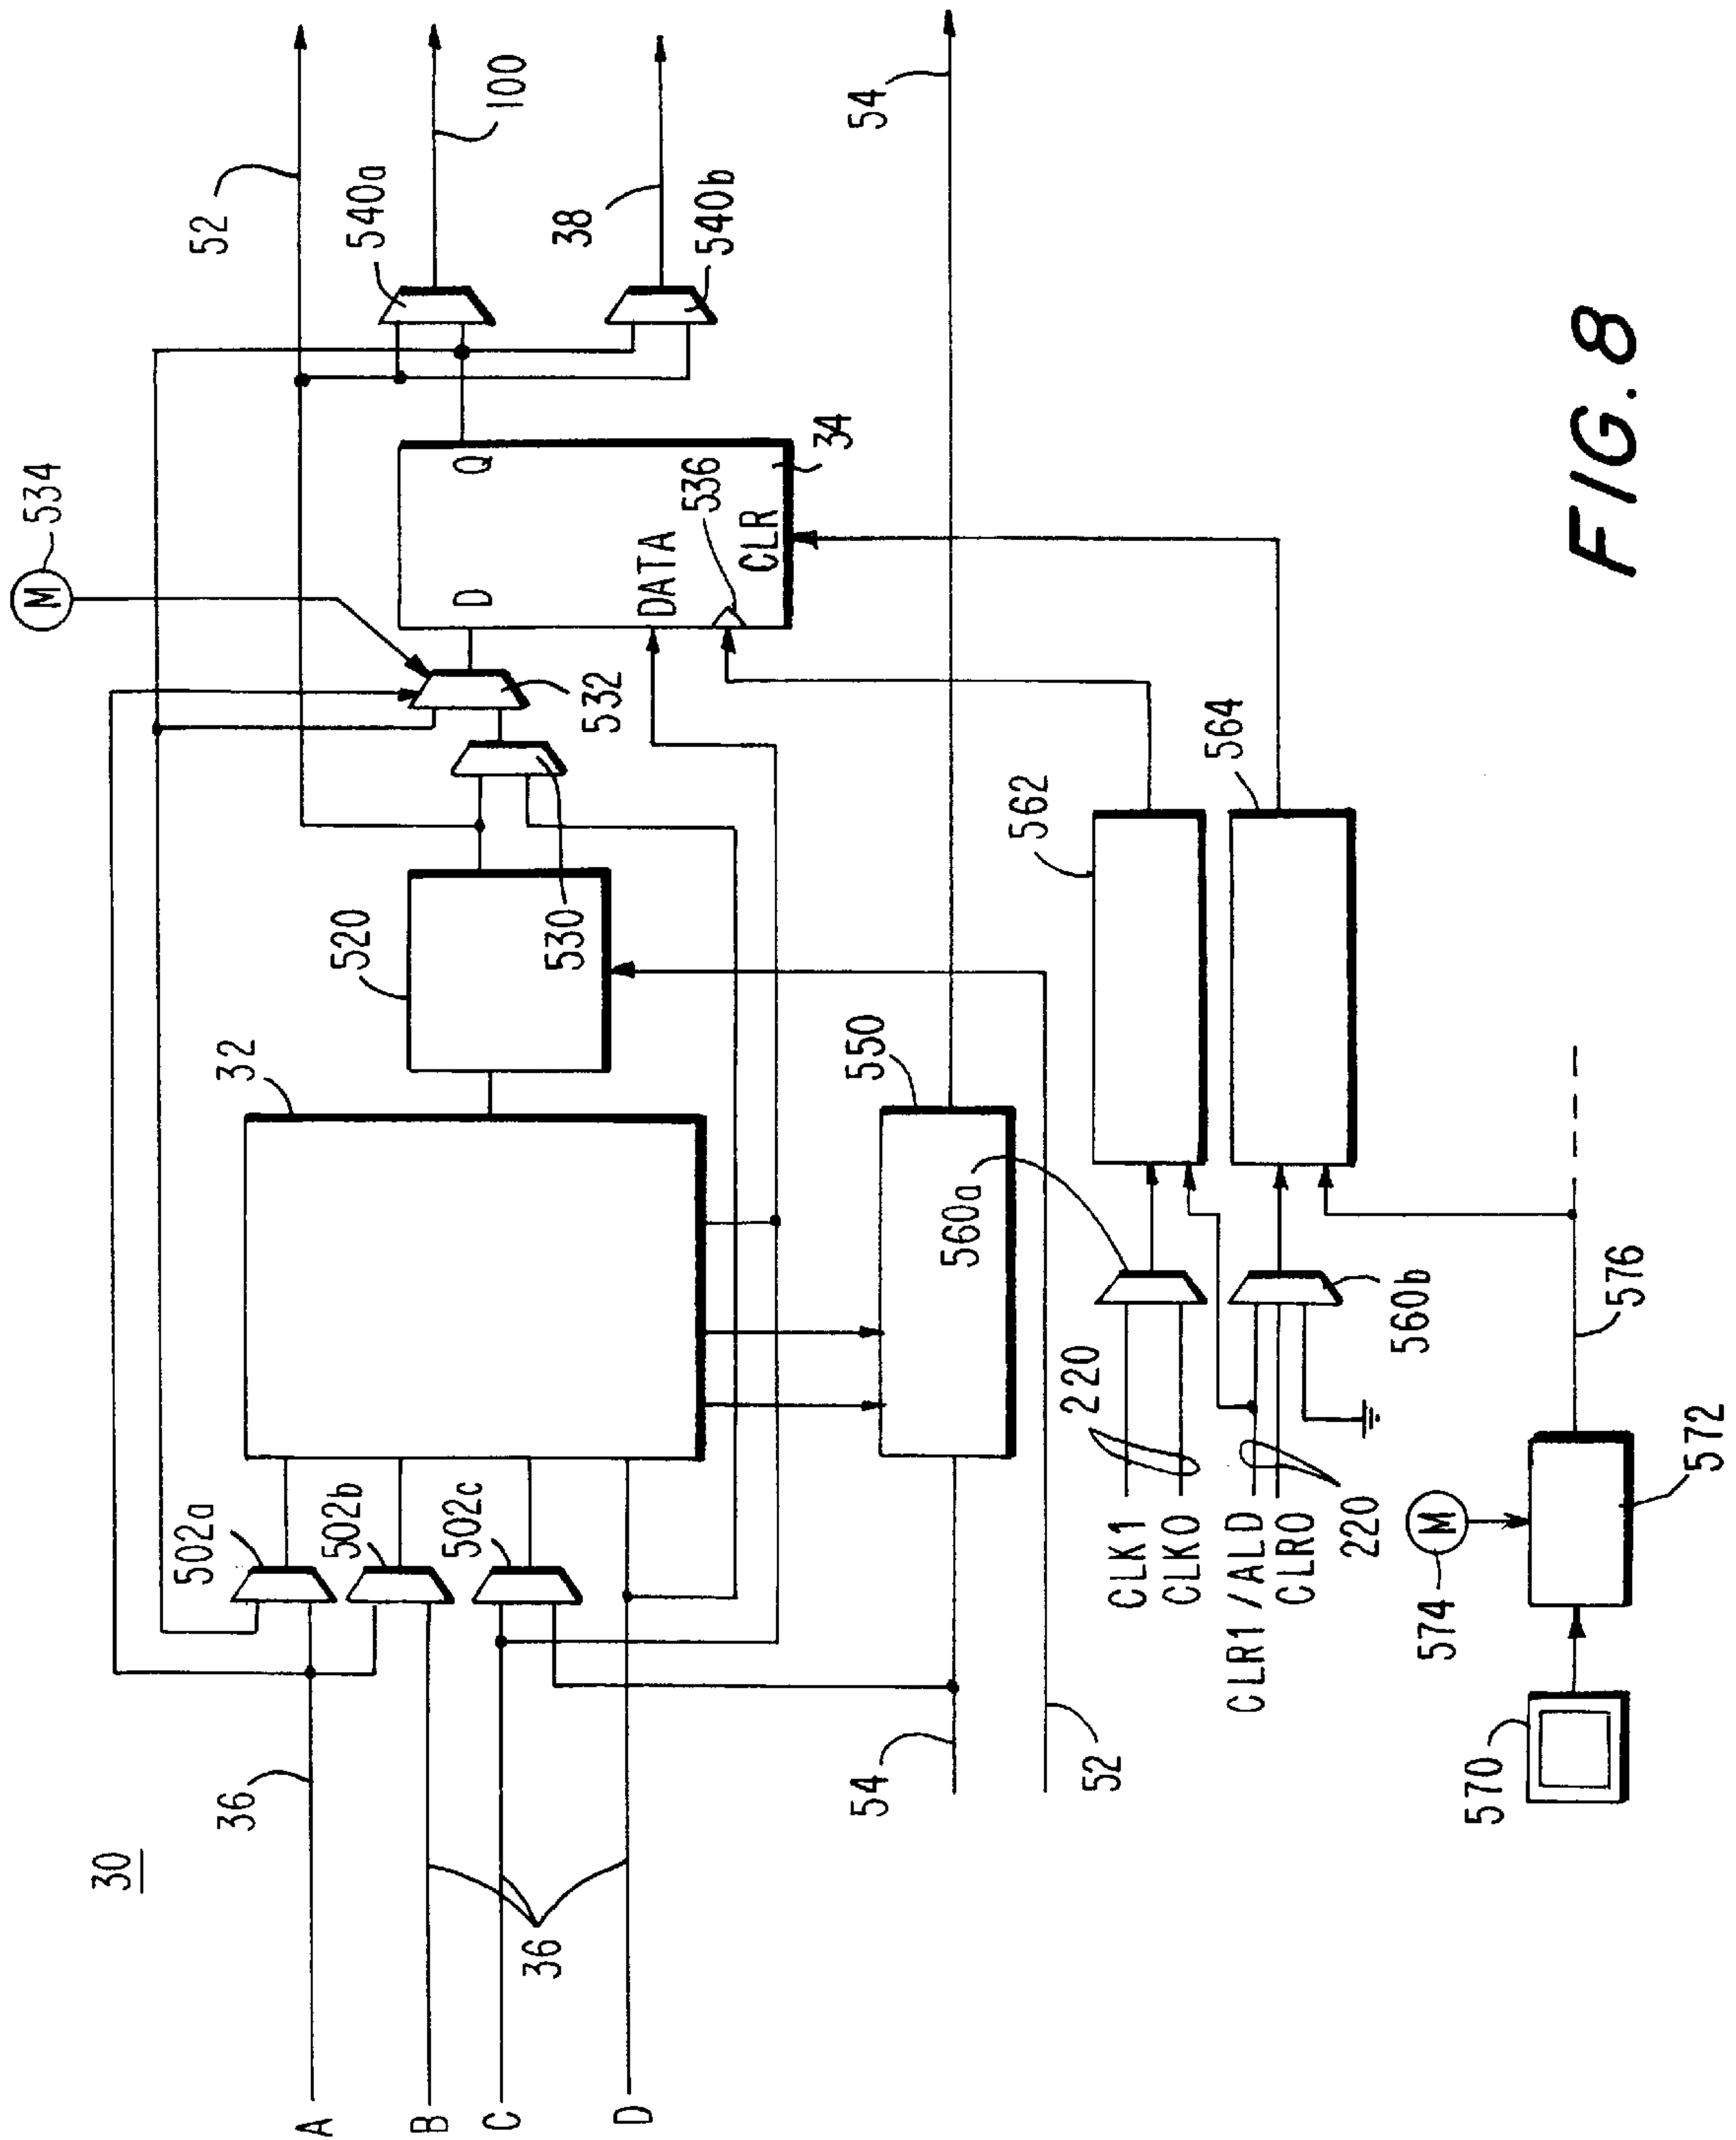 30
A
B
C
D
36
36
502a
502b
502c
32
520
530
532
M
534
D
Q
DATA
536
CLR
34
52
540a
100
38
540b
54
54
52
550
560a
562
564
220
CLK1
CLK0
CLR1/ALD
CLR0
220
560b
570
572
M
574
576
FIG. 8